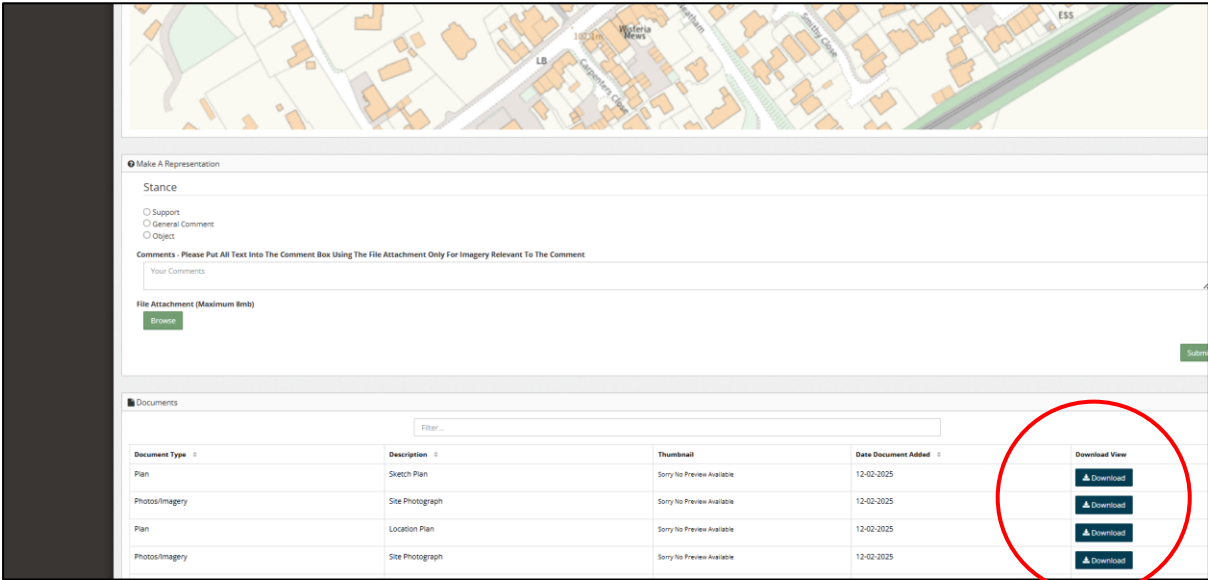 ESS
Smithy Close
Wisteria
Mews
102.1m
LB
Carpenters Close
Make A Representation
Stance
Support
General Comment
Object
Comments - Please Put All Text Into The Comment Box Using The File Attachment Only For Imagery Relevant To The Comment
Your Comments
File Attachment (Maximum 8mb)
Browse
Submi
Documents
Filter...
Document Type Description Thumbnail Date Document Added Download View
Plan Sketch Plan Sorry No Preview Available 12-02-2025 Download
Photos/Imagery Site Photograph Sorry No Preview Available 12-02-2025 Download
Plan Location Plan Sorry No Preview Available 12-02-2025 Download
Photos/Imagery Site Photograph Sorry No Preview Available 12-02-2025 Download